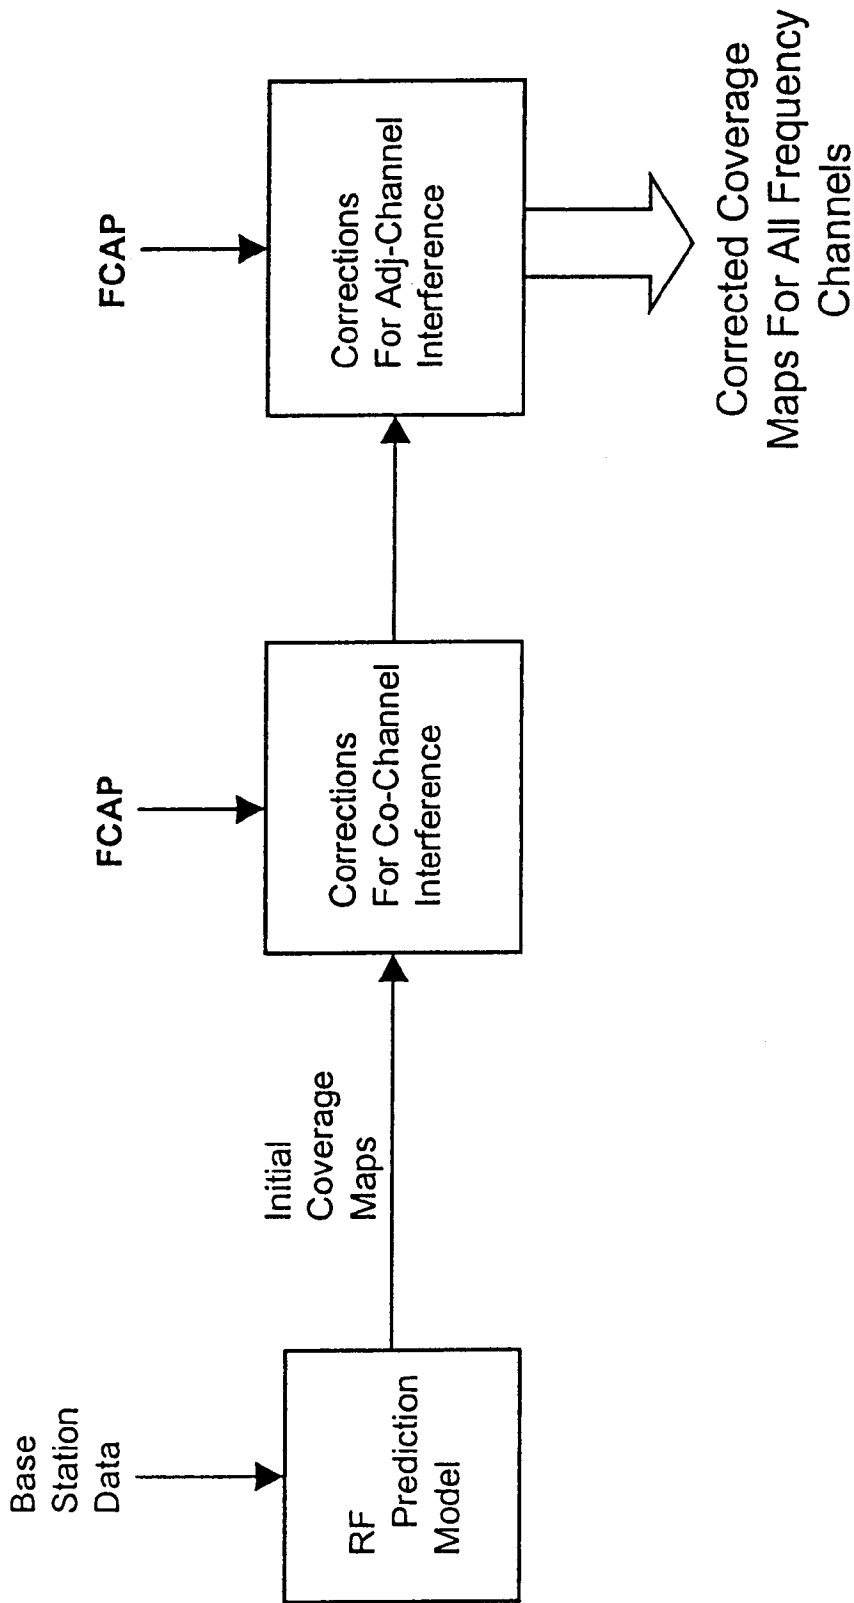 Base
Station
Data
RF
Prediction
Model
Initial
Coverage
Maps
FCAP
Corrections
For Co-Channel
Interference
FCAP
Corrections
For Adj-Channel
Interference
Corrected Coverage
Maps For All Frequency
Channels